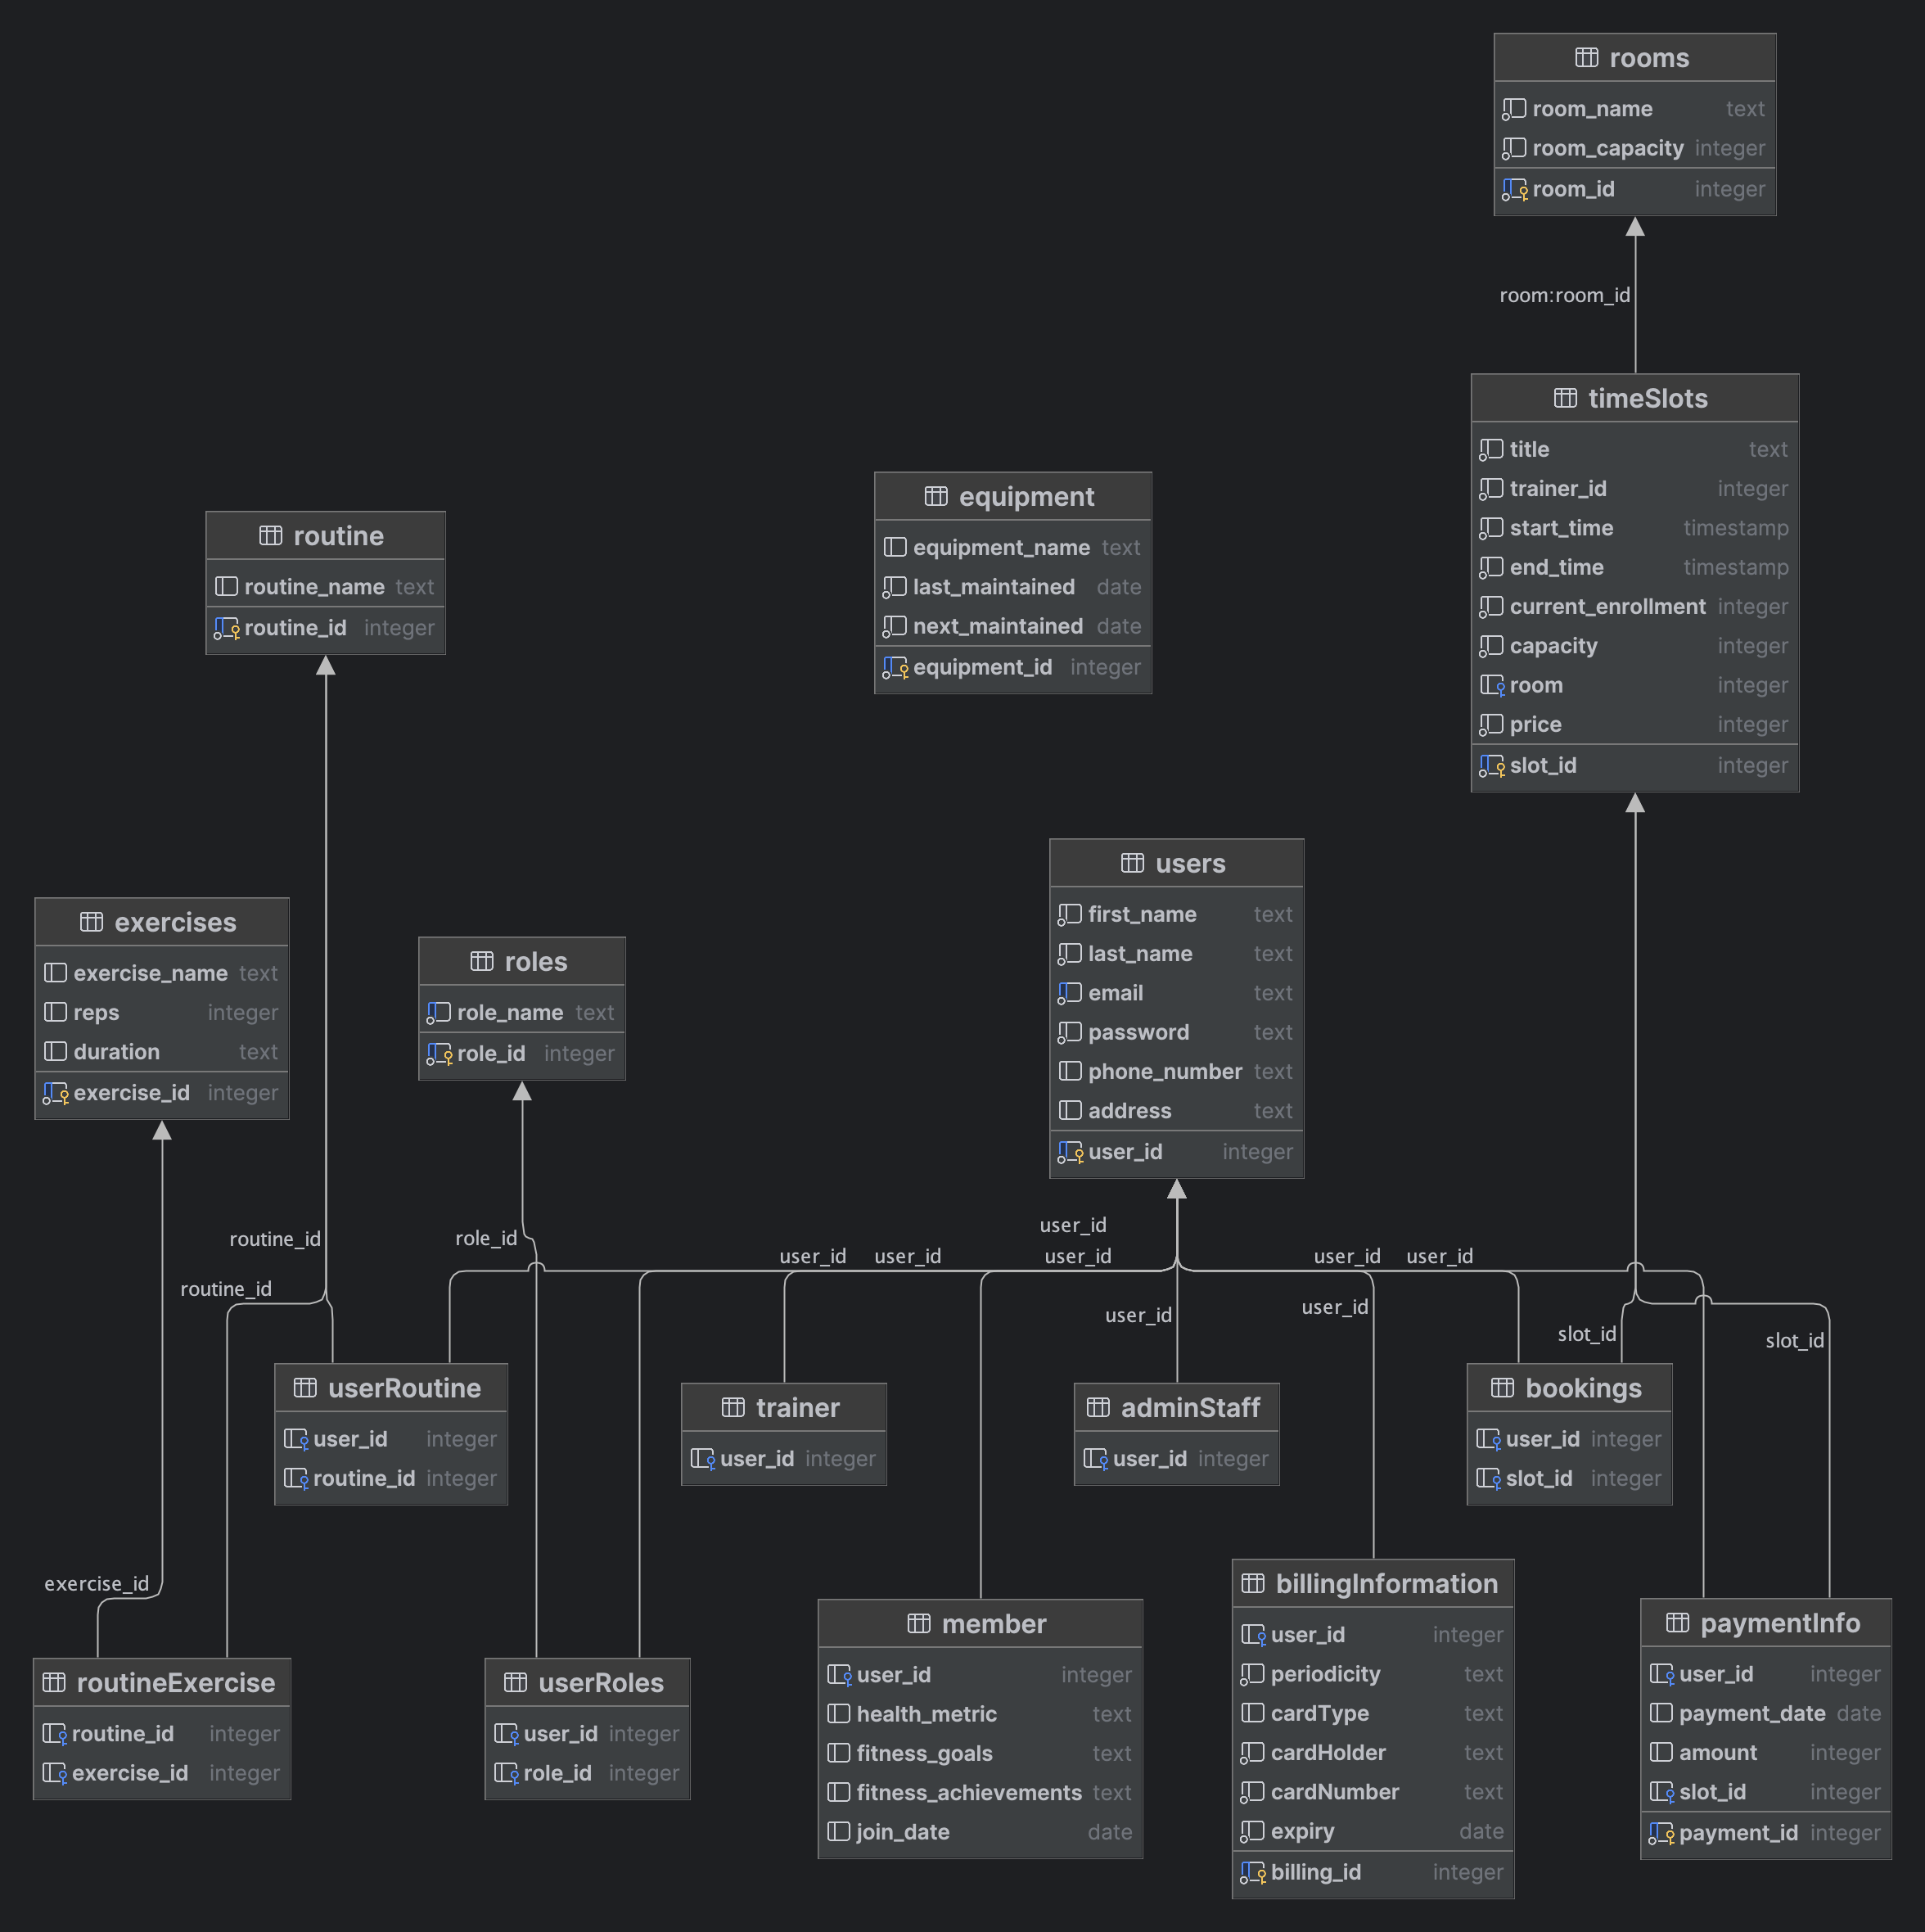 rooms
room_name text
room_capacity integer
room_id integer
room:room_id
timeSlots
title text
trainer_id integer
start_time timestamp
end_time timestamp
current_enrollment integer
capacity integer
room integer
price integer
slot_id integer
equipment
equipment_name text
last_maintained date
next_maintained date
equipment_id integer
routine
routine_name text
routine_id integer
users
first_name text
last_name text
email text
password text
phone_number text
address text
user_id integer
exercises
exercise_name text
reps integer
duration text
exercise_id integer
roles
role_name text
role_id integer
user_id
routine_id
role_id
user_id
user_id
user_id
user_id
user_id
routine_id
user_id
user_id
slot_id
slot_id
userRoutine
user_id integer
routine_id integer
trainer
user_id integer
adminStaff
user_id integer
bookings
user_id integer
slot_id integer
exercise_id
routineExercise
routine_id integer
exercise_id integer
userRoles
user_id integer
role_id integer
member
user_id integer
health_metric text
fitness_goals text
fitness_achievements text
join_date date
billingInformation
user_id integer
periodicity text
cardType text
cardHolder text
cardNumber text
expiry date
billing_id integer
paymentInfo
user_id integer
payment_date date
amount integer
slot_id integer
payment_id integer